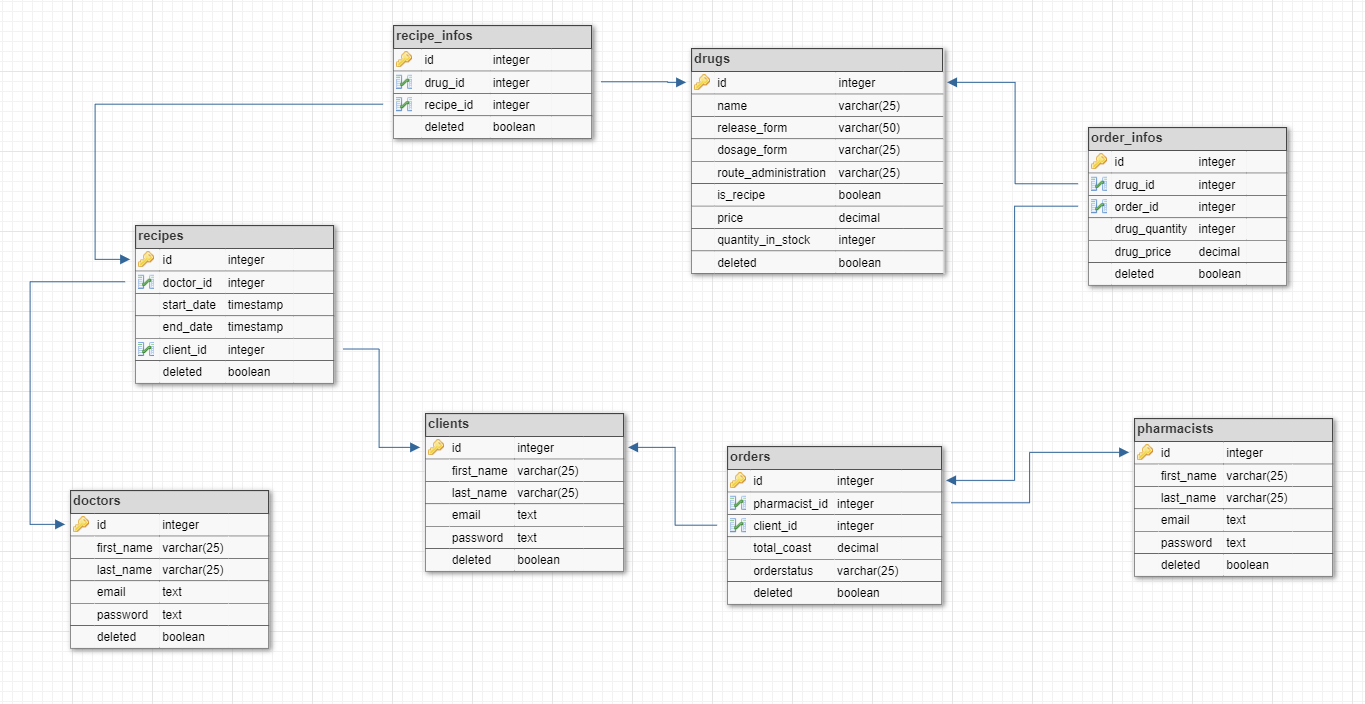 recipe_infos
id integer
drug_id integer
recipe_id integer
deleted boolean
drugs
id integer
name varchar(25)
release_form varchar(50)
dosage_form varchar(25)
route_administration varchar(25)
is_recipe boolean
price decimal
quantity_in_stock integer
deleted boolean
order_infos
id integer
drug_id integer
order_id integer
drug_quantity integer
drug_price decimal
deleted boolean
recipes
id integer
doctor_id integer
start_date timestamp
end_date timestamp
client_id integer
deleted boolean
clients
id integer
first_name varchar(25)
last_name varchar(25)
email text
password text
deleted boolean
orders
id integer
pharmacist_id integer
client_id integer
total_coast decimal
orderstatus varchar(25)
deleted boolean
pharmacists
id integer
first_name varchar(25)
last_name varchar(25)
email text
password text
deleted boolean
doctors
id integer
first_name varchar(25)
last_name varchar(25)
email text
password text
deleted boolean